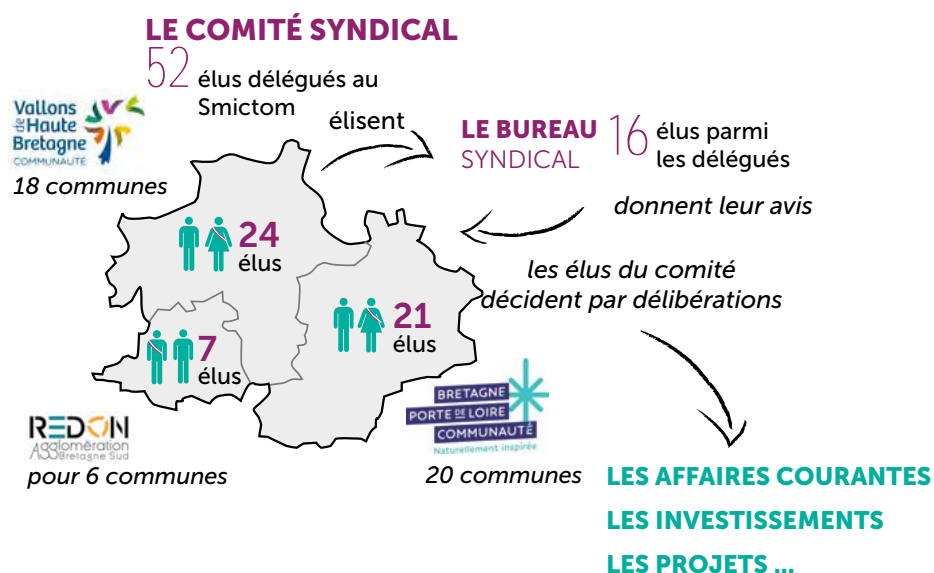 LE COMITÉ SYNDICAL
52 élus délégués au
Smictom
Vallons
de Haute
Bretagne
COMMUNAUTÉ
18 communes
élisent
LE BUREAU
SYNDICAL
16 élus parmi
les délégués
donnent leur avis
24
élus
les élus du comité
décident par délibérations
21
élus
7
élus
REDON
Agglomération
Bretagne Sud
pour 6 communes
BRETAGNE
PORTE DE LOIRE
COMMUNAUTÉ
Naturellement inspirée
20 communes
LES AFFAIRES COURANTES
LES INVESTISSEMENTS
LES PROJETS ...